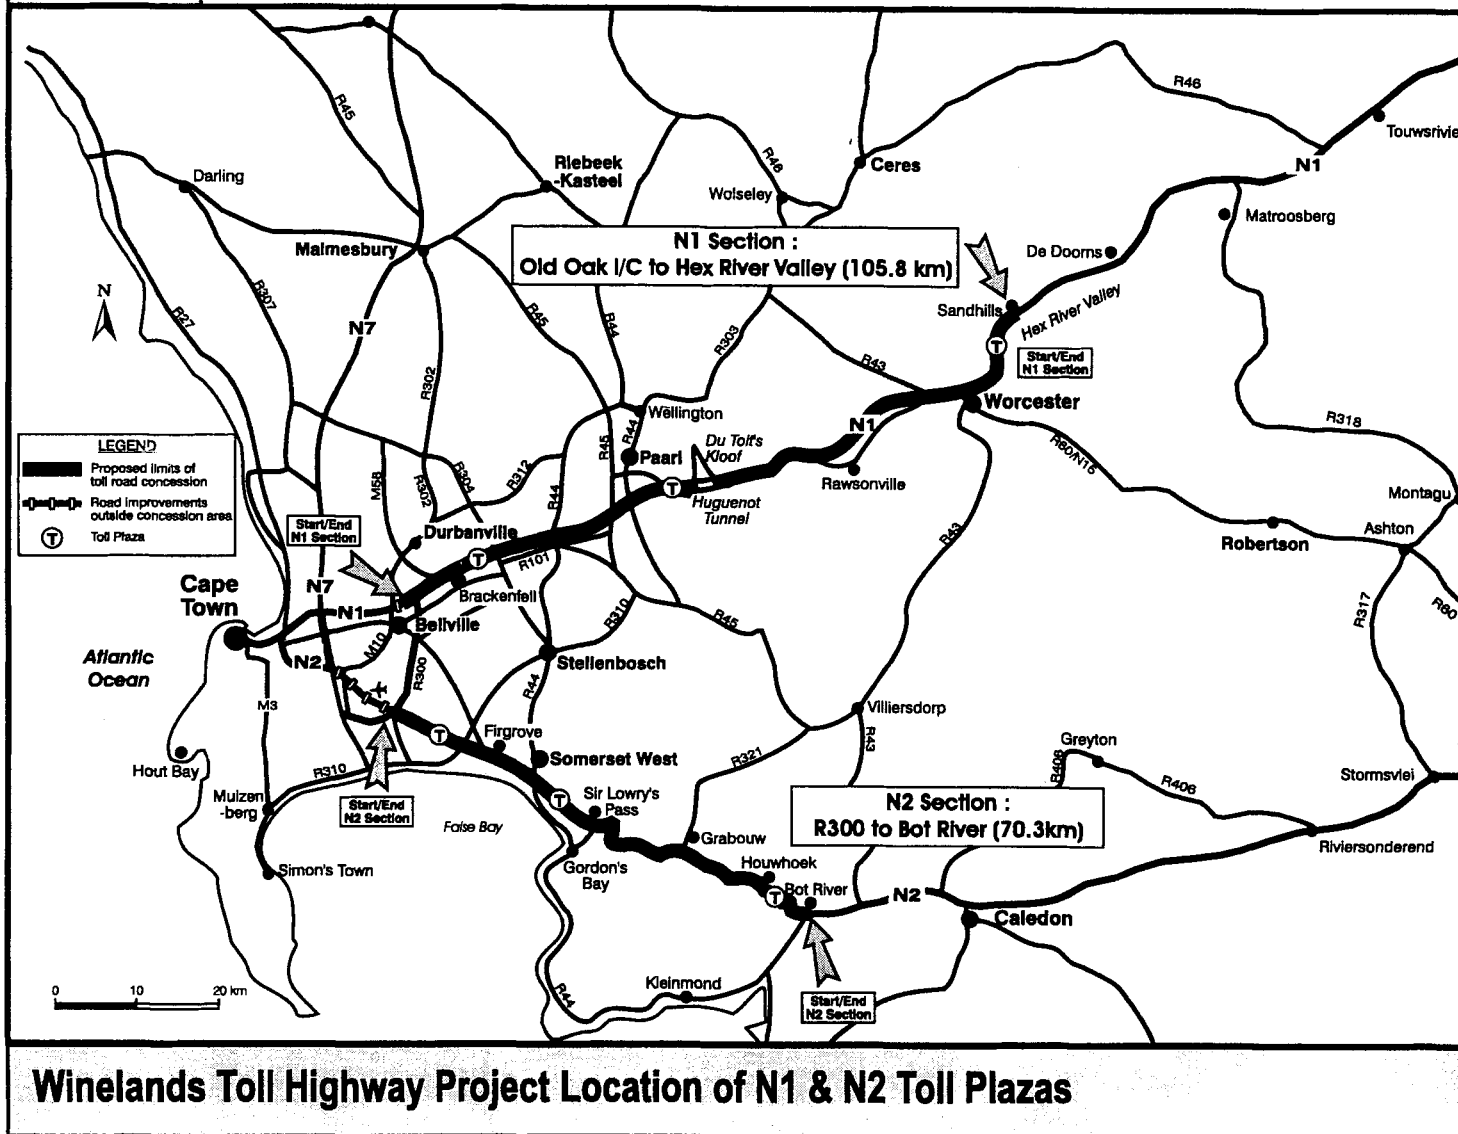 R46
R45
Touwsrivie
N1
Riebeek
-Kasteel
R46
Ceres
Darling
Wolseley
Matroosberg
Malmesbury
N1 Section :
Old Oak I/C to Hex River Valley (105.8 km)
De Doorns
N
R27
R307
N7
R45
R44
R303
Sandhills
Hex River Valley
Start/End
N1 Section
R302
R43
Worcester
Wellington
R318
LEGEND
Proposed limits of
toll road concession
Road improvements
outside concession area
T
Toll Plaza
M58
R302
R304
R312
R44
R45
R44
Paarl
Du Toit's
Kloof
N1
T
T
Huguenot
Tunnel
Rawsonville
R60/N15
Montagu
Ashton
Robertson
Start/End
N1 Section
Durbanville
T
R101
R43
Cape
Town
N7
N1
Brackenfell
Bellville
R310
R45
R317
R60
Atlantic
Ocean
N2
M10
R300
Stellenbosch
R44
M3
Villiersdorp
Hout Bay
T
Firgrove
R43
Greyton
R406
R406
Somerset West
R321
Stormsvlei
R310
Muizen
-berg
Start/End
N2 Section
T
Sir Lowry's
Pass
N2 Section :
R300 to Bot River (70.3km)
False Bay
Grabouw
Riviersonderend
Simon's Town
Gordon's
Bay
Houwhoek
T
Bot River
N2
Caledon
0 10 20 km
R44
Kleinmond
Start/End
N2 Section
Winelands Toll Highway Project Location of N1 & N2 Toll Plazas